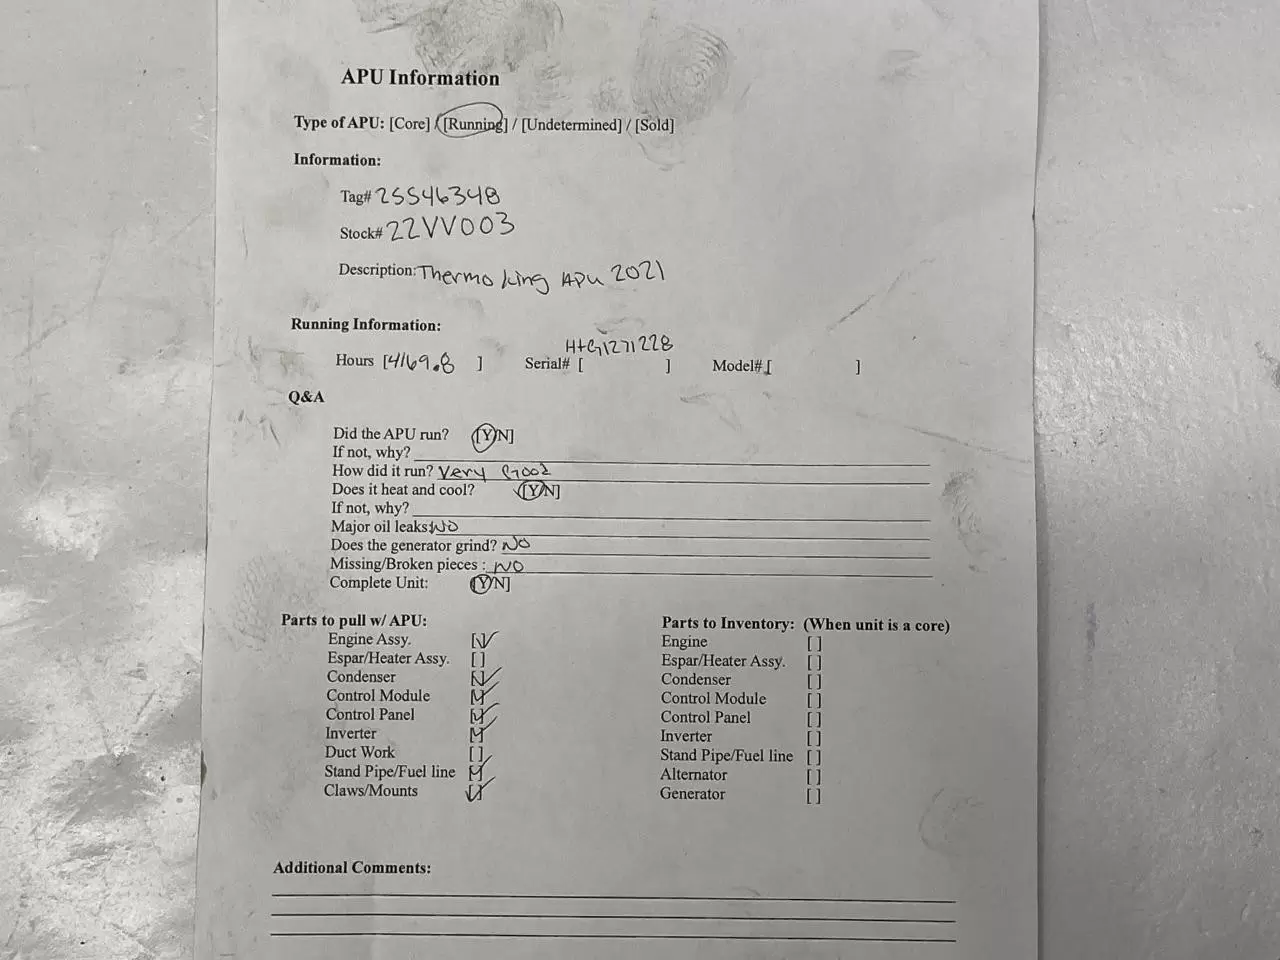 APU Information
Type of APU: [Core] / [Running] / [Undetermined] / [Sold]
Information:
Tag# 25546348
Stock# 22VV003
Description: Thermo King APU 2021
Running Information:
Hours [4169.8 ] Serial# [ HtG1271228 ] Model# [ ]
Q&A
Did the APU run? [Y/N]
If not, why?
How did it run? Very Good
Does it heat and cool? [Y/N]
If not, why?
Major oil leaks: NO
Does the generator grind? NO
Missing/Broken pieces : NO
Complete Unit: [Y/N]
Parts to pull w/ APU: Parts to Inventory: (When unit is a core)
Engine Assy. [✓] Engine [ ]
Espar/Heater Assy. [ ] Espar/Heater Assy. [ ]
Condenser [✓] Condenser [ ]
Control Module [✓] Control Module [ ]
Control Panel [✓] Control Panel [ ]
Inverter [✓] Inverter [ ]
Duct Work [ ] Stand Pipe/Fuel line [ ]
Stand Pipe/Fuel line [✓] Alternator [ ]
Claws/Mounts [✓] Generator [ ]
Additional Comments: